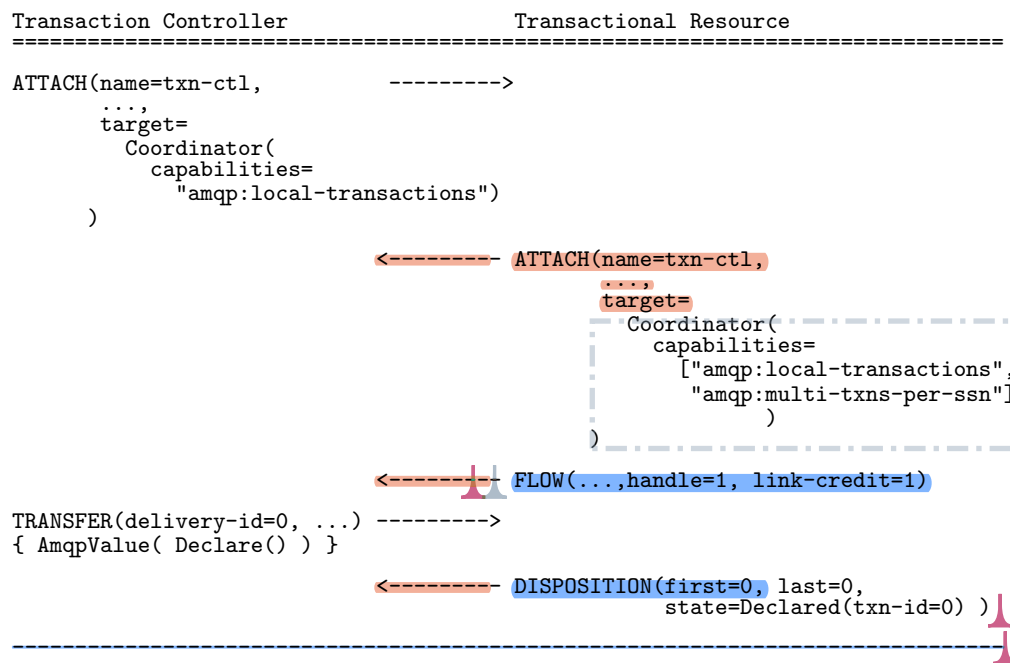 Transaction Controller                  Transactional Resource
===============================================================================
ATTACH(name=txn-ctl,          --------->
       ...,
       target=
         Coordinator(
           capabilities=
             "amqp:local-transactions")
      )
                             <--------- ATTACH(name=txn-ctl,
                                               ...,
                                               target=
                                                 Coordinator(
                                                   capabilities=
                                                     ["amqp:local-transactions",
                                                      "amqp:multi-txns-per-ssn"]
                                                            )
                                              )
                             <--------- FLOW(...,handle=1, link-credit=1)
TRANSFER(delivery-id=0, ...) --------->
{ AmqpValue( Declare() ) }
                             <--------- DISPOSITION(first=0, last=0,
                                                    state=Declared(txn-id=0) )
-------------------------------------------------------------------------------